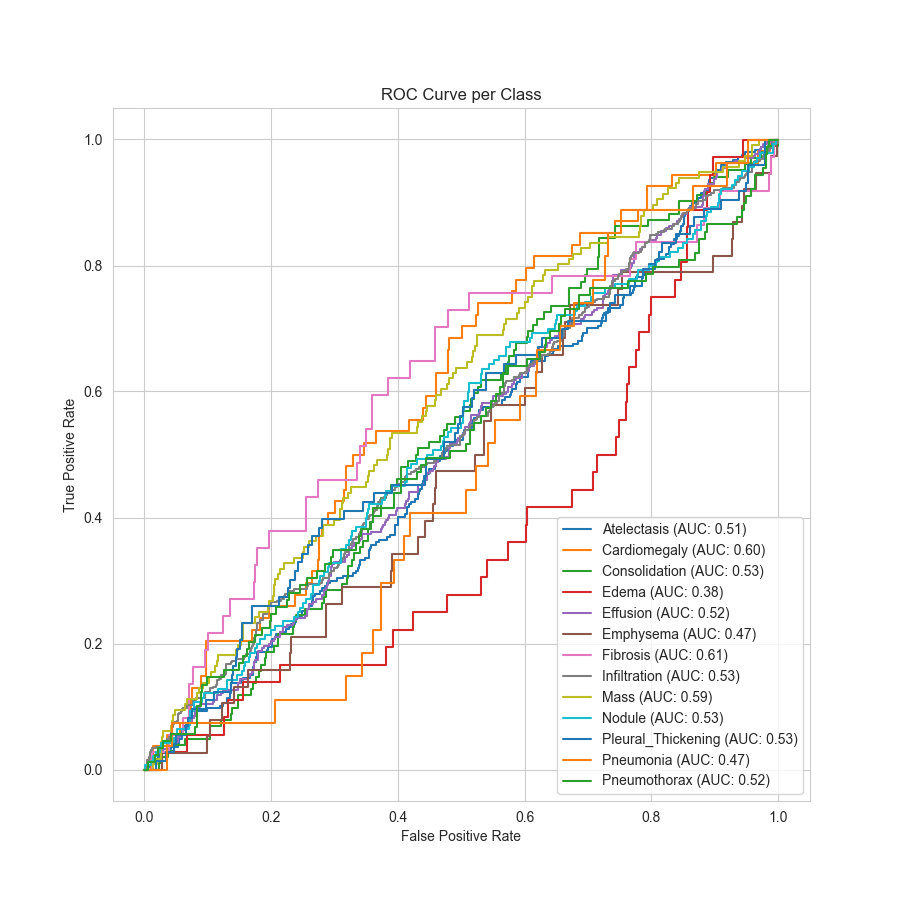 ROC Curve per Class
True Positive Rate
1.0
0.8
0.6
0.4
0.2
0.0
Atelectasis (AUC: 0.51)
Cardiomegaly (AUC: 0.60)
Consolidation (AUC: 0.53)
Edema (AUC: 0.38)
Effusion (AUC: 0.52)
Emphysema (AUC: 0.47)
Fibrosis (AUC: 0.61)
Infiltration (AUC: 0.53)
Mass (AUC: 0.59)
Nodule (AUC: 0.53)
Pleural_Thickening (AUC: 0.53)
Pneumonia (AUC: 0.47)
Pneumothorax (AUC: 0.52)
0.0 0.2 0.4 0.6 0.8 1.0
False Positive Rate